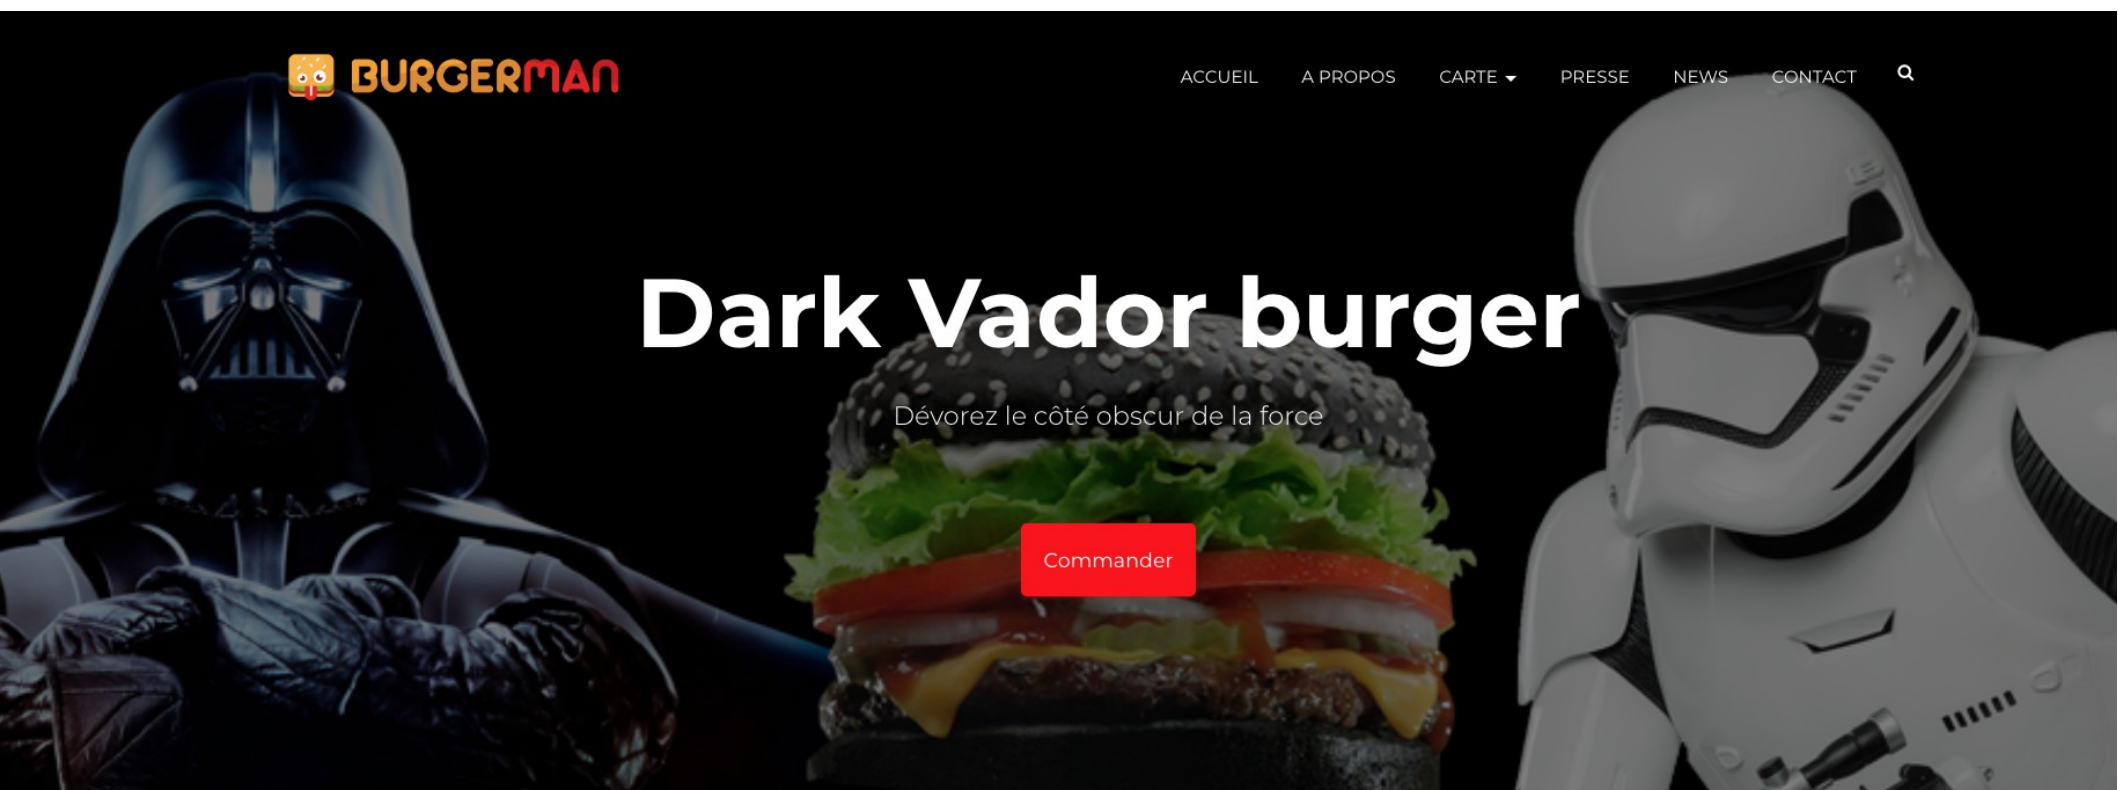 BURGERMAN
ACCUEIL A PROPOS CARTE PRESSE NEWS CONTACT
Dark Vador burger
Dévorez le côté obscur de la force
Commander